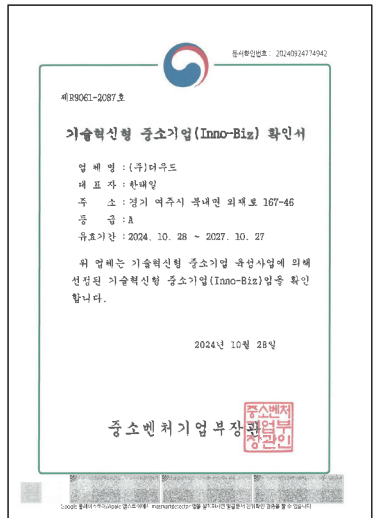 문서확인번호 : 20240924774942
제R9061-2087호
기술혁신형 중소기업(Inno-Biz) 확인서
업 체 명 : (주)더우드
대 표 자 : 한태일
주 소 : 경기 여주시 북내면 외재로 167-46
등 급 : A
유효기간 : 2024. 10. 28 ~ 2027. 10. 27
위 업체는 기술혁신형 중소기업 육성사업에 의해
선정된 기술혁신형 중소기업(Inno-Biz)임을 확인
합니다.
2024년 10월 28일
중소벤처기업부장관
중소벤처
기업부
장관인